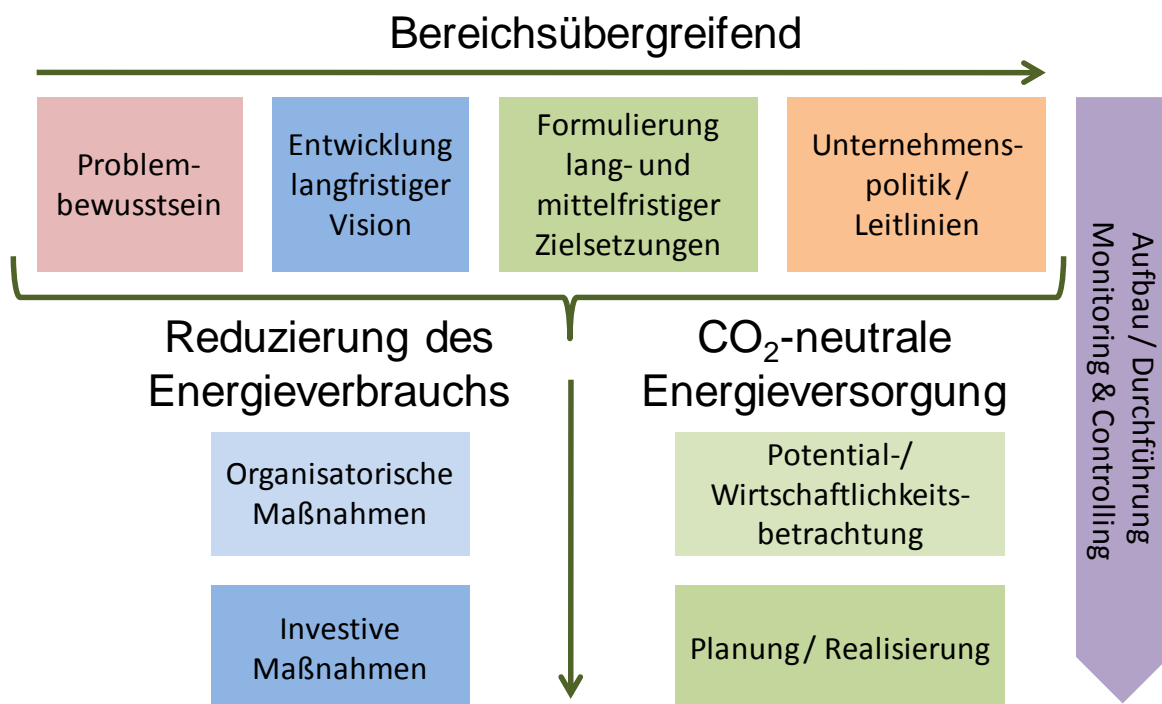 Bereichsübergreifend
Problem-
bewusstsein
Entwicklung
langfristiger
Vision
Formulierung
lang- und
mittelfristiger
Zielsetzungen
Unternehmens-
politik /
Leitlinien
Aufbau / Durchführung
Monitoring & Controlling
Reduzierung des
Energieverbrauchs
Organisatorische
Maßnahmen
Investive
Maßnahmen
CO₂-neutrale
Energieversorgung
Potential-/
Wirtschaftlichkeits-
betrachtung
Planung / Realisierung